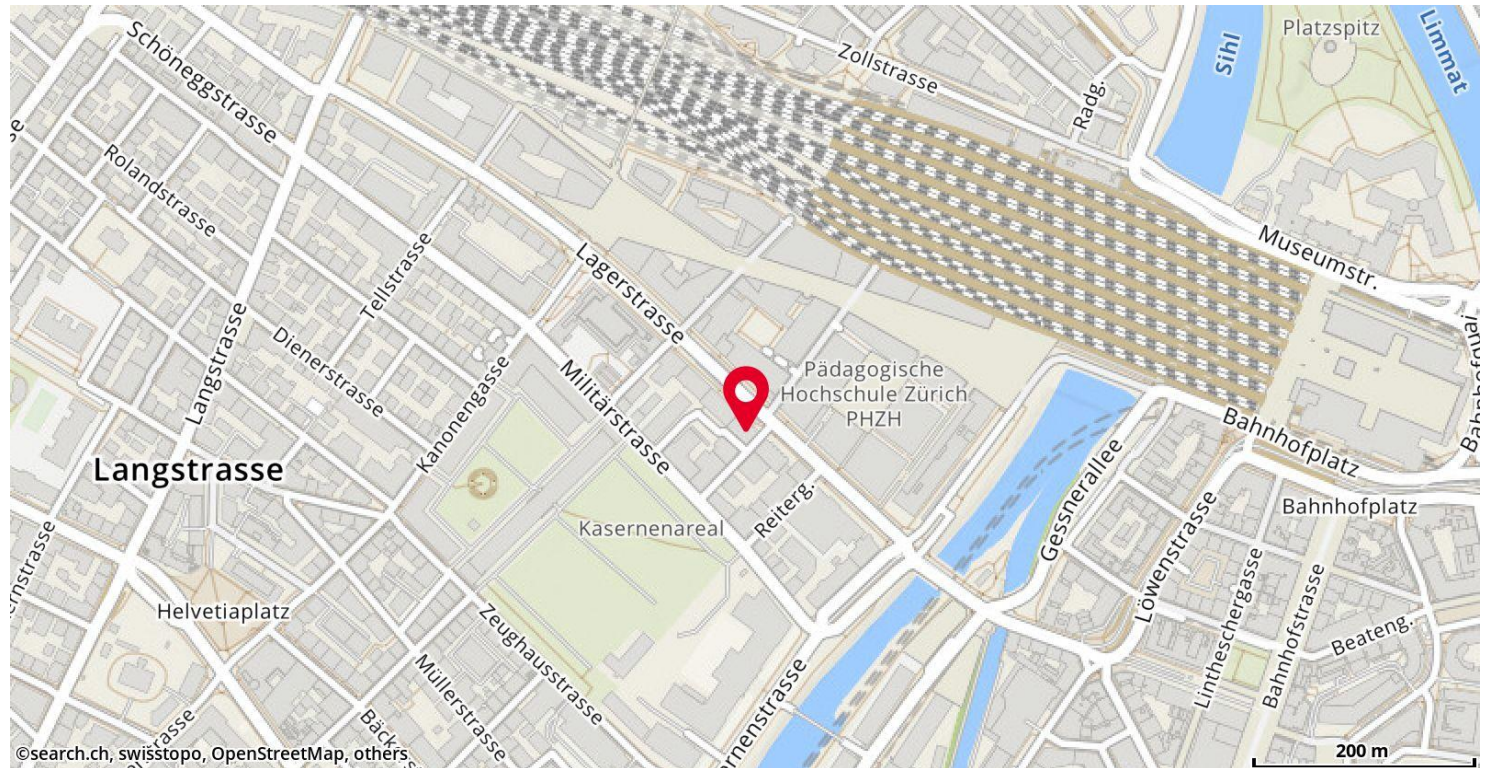 Schöneggstrasse
Zollstrasse
Sihl
Platzspitz
Limmat
Radg.
Rolandstrasse
Tellstrasse
Lagerstrasse
Museumstr.
Langstrasse
Dienerstrasse
Kanonengasse
Militärstrasse
Pädagogische
Hochschule Zürich
PHZH
Bahnhofplatz
Langstrasse
Gessnerallee
Löwenstrasse
Bahnhofplatz
Kasernenareal
Reiterg.
Helvetiaplatz
Zeughausstrasse
Müllerstrasse
Lintheschergasse
Bahnhofstrasse
Beateng.
ernenstrasse
200 m
©search.ch, swisstopo, OpenStreetMap, others